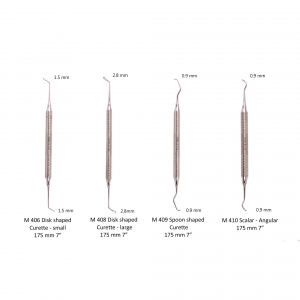 1.5 mm
2.8 mm
0.9 mm
0.9 mm
1.5 mm
2.8mm
0.9 mm
0.9 mm
M 406 Disk shaped
Curette - small
175 mm 7"
M 408 Disk shaped
Curette - large
175 mm 7"
M 409 Spoon shaped
Curette
175 mm 7"
M 410 Scalar - Angular
175 mm 7"